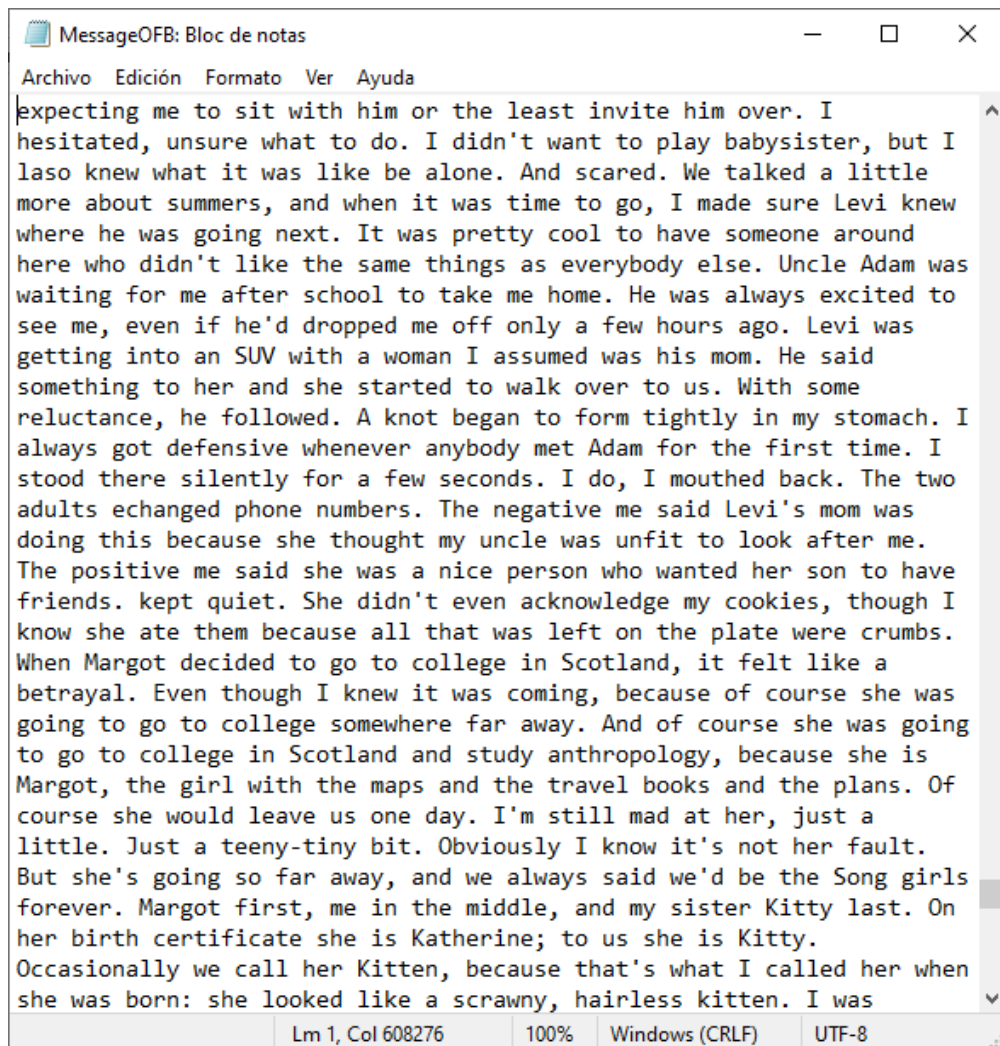 MessageOFB: Bloc de notas
Archivo Edición Formato Ver Ayuda
expecting me to sit with him or the least invite him over. I
hesitated, unsure what to do. I didn't want to play babysister, but I
laso knew what it was like be alone. And scared. We talked a little
more about summers, and when it was time to go, I made sure Levi knew
where he was going next. It was pretty cool to have someone around
here who didn't like the same things as everybody else. Uncle Adam was
waiting for me after school to take me home. He was always excited to
see me, even if he'd dropped me off only a few hours ago. Levi was
getting into an SUV with a woman I assumed was his mom. He said
something to her and she started to walk over to us. With some
reluctance, he followed. A knot began to form tightly in my stomach. I
always got defensive whenever anybody met Adam for the first time. I
stood there silently for a few seconds. I do, I mouthed back. The two
adults echanged phone numbers. The negative me said Levi's mom was
doing this because she thought my uncle was unfit to look after me.
The positive me said she was a nice person who wanted her son to have
friends. kept quiet. She didn't even acknowledge my cookies, though I
know she ate them because all that was left on the plate were crumbs.
When Margot decided to go to college in Scotland, it felt like a
betrayal. Even though I knew it was coming, because of course she was
going to go to college somewhere far away. And of course she was going
to go to college in Scotland and study anthropology, because she is
Margot, the girl with the maps and the travel books and the plans. Of
course she would leave us one day. I'm still mad at her, just a
little. Just a teeny-tiny bit. Obviously I know it's not her fault.
But she's going so far away, and we always said we'd be the Song girls
forever. Margot first, me in the middle, and my sister Kitty last. On
her birth certificate she is Katherine; to us she is Kitty.
Occasionally we call her Kitten, because that's what I called her when
she was born: she looked like a scrawny, hairless kitten. I was
Lm 1, Col 608276 100% Windows (CRLF) UTF-8